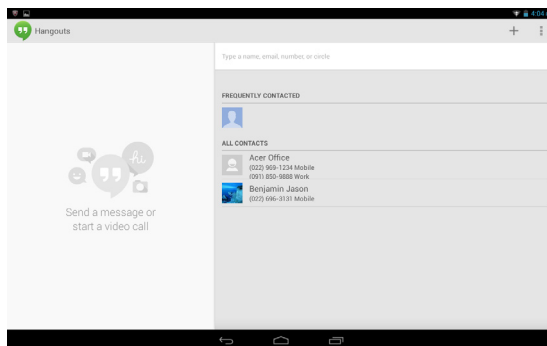 4:04
Hangouts
Type a name, email, number, or circle
FREQUENTLY CONTACTED
ALL CONTACTS
Acer Office
(022) 969-1234 Mobile
(091) 850-9888 Work
Benjamin Jason
(022) 696-3131 Mobile
hi
Send a message or
start a video call